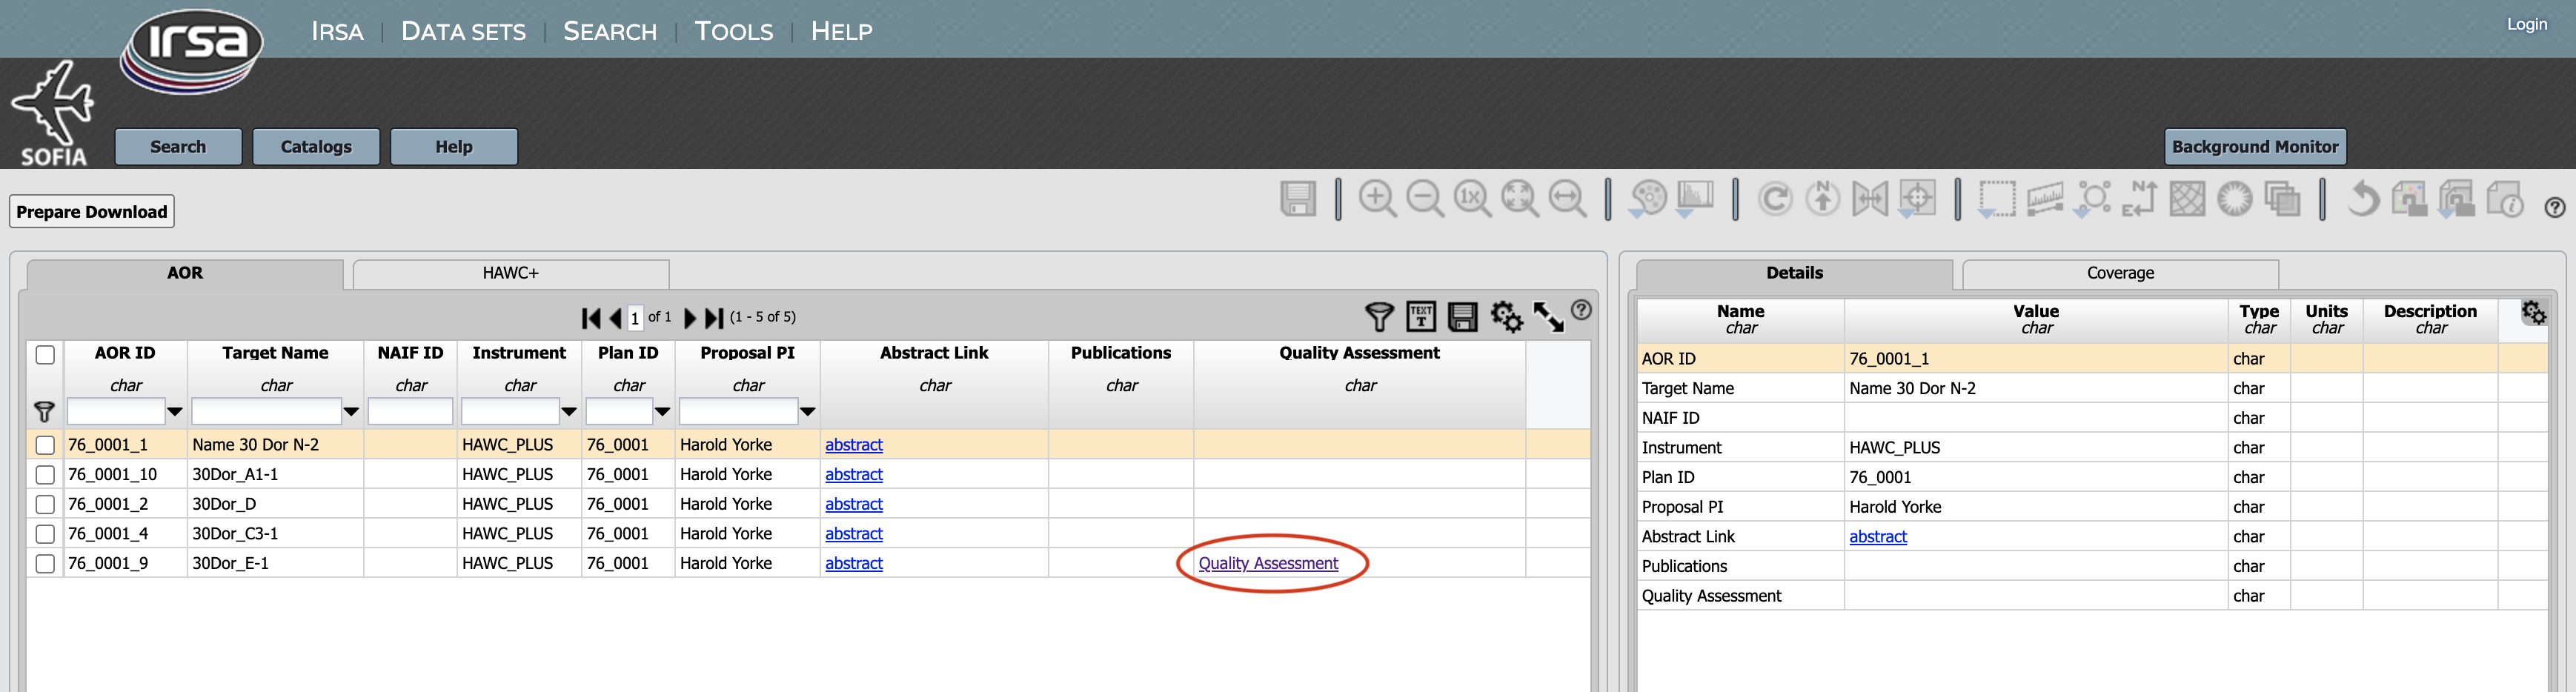 Irsa IRSA | DATA SETS | SEARCH | TOOLS | HELP Login
SOFIA
Search Catalogs Help Background Monitor
Prepare Download
1x N N E
AOR HAWC+
1 of 1 (1 - 5 of 5) TEXT T
AOR ID Target Name NAIF ID Instrument Plan ID Proposal PI Abstract Link Publications Quality Assessment
char char char char char char char char char
76_0001_1 Name 30 Dor N-2 HAWC_PLUS 76_0001 Harold Yorke abstract
76_0001_10 30Dor_A1-1 HAWC_PLUS 76_0001 Harold Yorke abstract
76_0001_2 30Dor_D HAWC_PLUS 76_0001 Harold Yorke abstract
76_0001_4 30Dor_C3-1 HAWC_PLUS 76_0001 Harold Yorke abstract
76_0001_9 30Dor_E-1 HAWC_PLUS 76_0001 Harold Yorke abstract Quality Assessment
Details Coverage
Name Value Type Units Description
char char char char char
AOR ID 76_0001_1 char
Target Name Name 30 Dor N-2 char
NAIF ID char
Instrument HAWC_PLUS char
Plan ID 76_0001 char
Proposal PI Harold Yorke char
Abstract Link abstract char
Publications char
Quality Assessment char